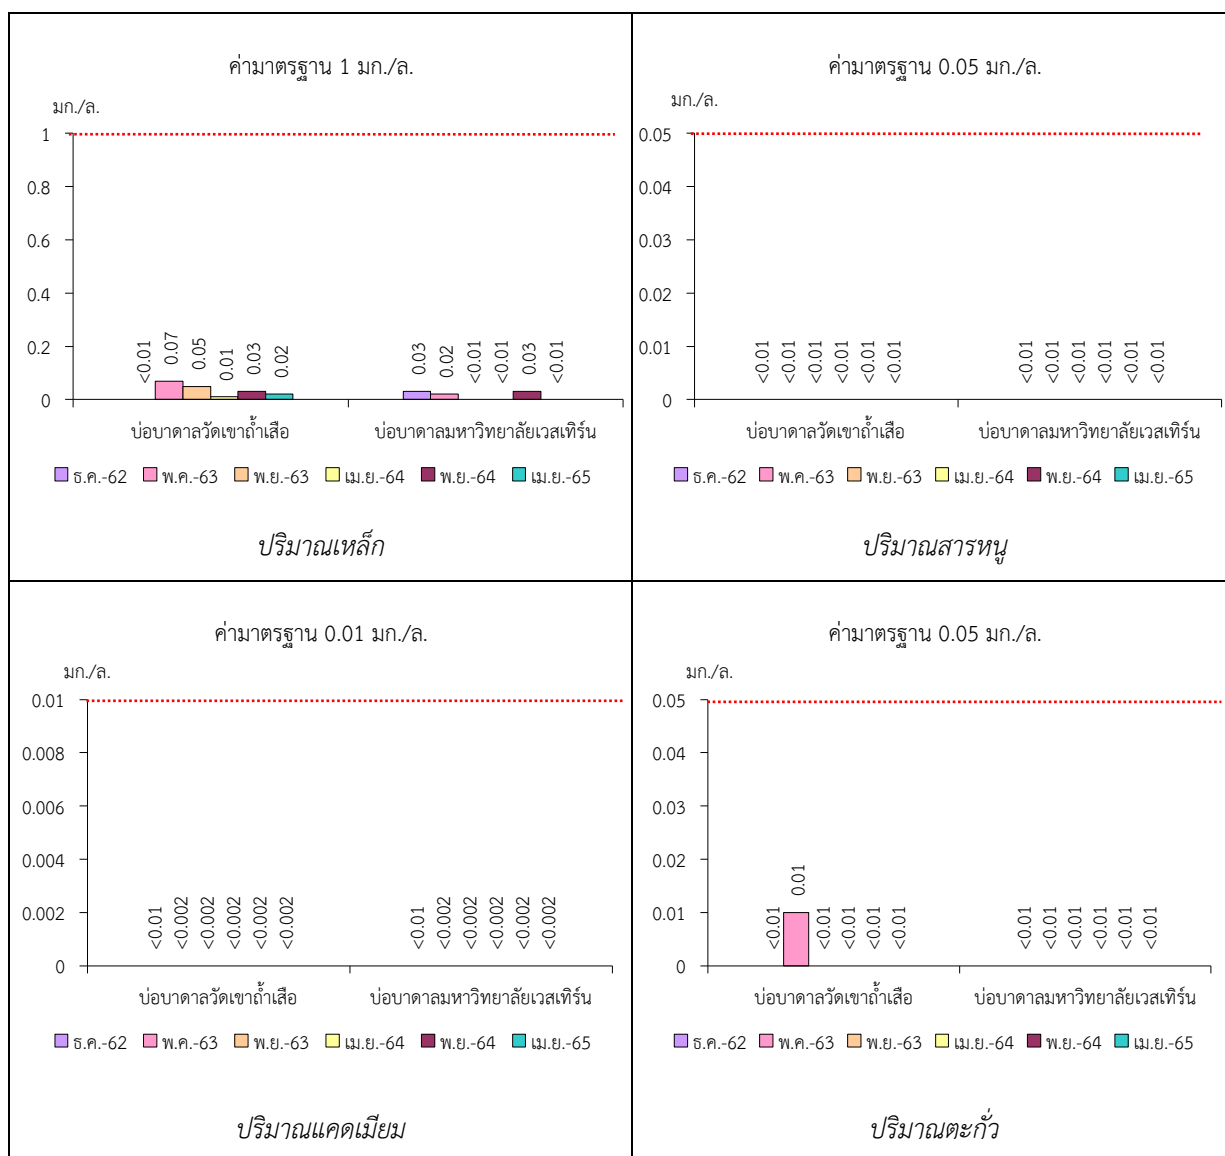 ค่ามาตรฐาน 1 มก./ล.
มก./ล.
1
0.8
0.6
0.4
0.2
0
<0.01 0.07 0.05 0.01 0.03 0.02 0.03 0.02 <0.01 <0.01 0.03 <0.01
บ่อบาดาลวัดเขาถ้ำเสือ บ่อบาดาลมหาวิทยาลัยเวสเทิร์น
ธ.ค.-62 พ.ค.-63 พ.ย.-63 เม.ย.-64 พ.ย.-64 เม.ย.-65
ปริมาณเหล็ก
ค่ามาตรฐาน 0.05 มก./ล.
0.05
0.04
0.03
0.02
0.01
0
<0.01 <0.01 <0.01 <0.01 <0.01 <0.01 <0.01 <0.01 <0.01 <0.01 <0.01 <0.01
บ่อบาดาลวัดเขาถ้ำเสือ บ่อบาดาลมหาวิทยาลัยเวสเทิร์น
ธ.ค.-62 พ.ค.-63 พ.ย.-63 เม.ย.-64 พ.ย.-64 เม.ย.-65
ปริมาณสารหนู
ค่ามาตรฐาน 0.01 มก./ล.
มก./ล.
0.01
0.008
0.006
0.004
0.002
0
<0.01 <0.002 <0.002 <0.002 <0.002 <0.002 <0.01 <0.002 <0.002 <0.002 <0.002 <0.002
บ่อบาดาลวัดเขาถ้ำเสือ บ่อบาดาลมหาวิทยาลัยเวสเทิร์น
ธ.ค.-62 พ.ค.-63 พ.ย.-63 เม.ย.-64 พ.ย.-64 เม.ย.-65
ปริมาณแคดเมียม
ค่ามาตรฐาน 0.05 มก./ล.
มก./ล.
0.05
0.04
0.03
0.02
0.01
0
<0.01 0.01 <0.01 <0.01 <0.01 <0.01 <0.01 <0.01 <0.01 <0.01 <0.01 <0.01
บ่อบาดาลวัดเขาถ้ำเสือ บ่อบาดาลมหาวิทยาลัยเวสเทิร์น
ธ.ค.-62 พ.ค.-63 พ.ย.-63 เม.ย.-64 พ.ย.-64 เม.ย.-65
ปริมาณตะกั่ว